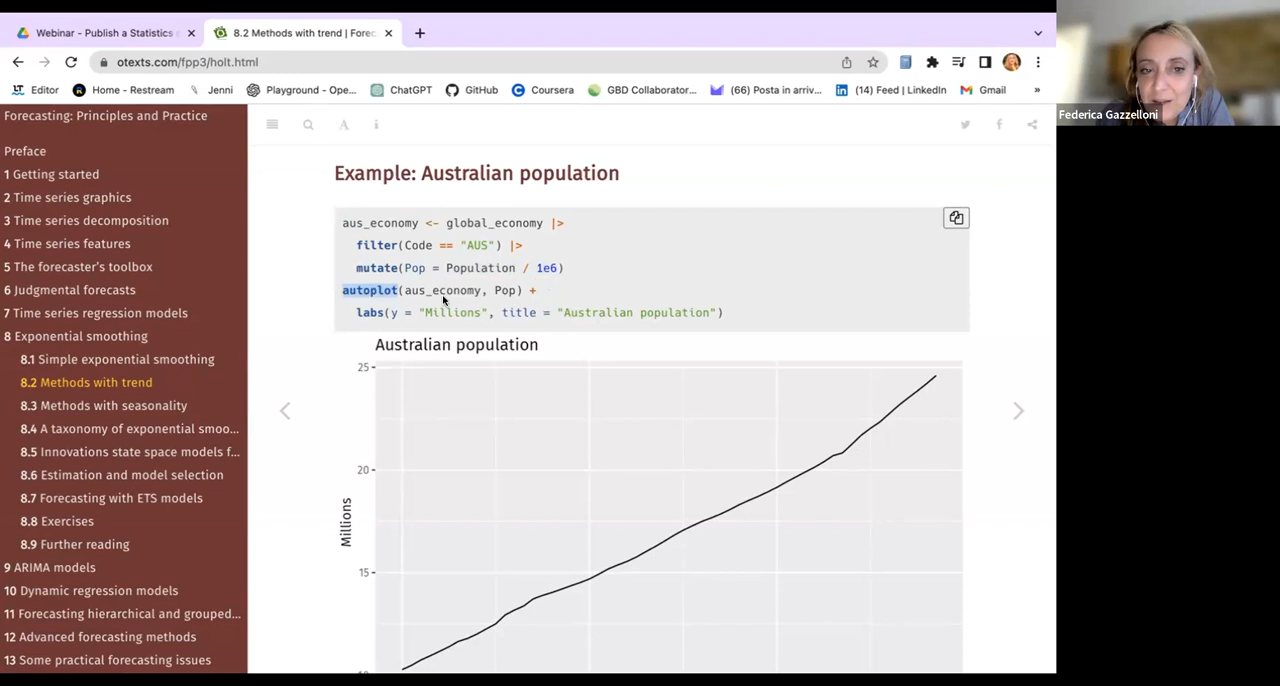 Webinar - Publish a Statistics
8.2 Methods with trend | Forec
otexts.com/fpp3/holt.html
LT Editor
R Home - Restream
Jenni
Playground - Ope...
ChatGPT
GitHub
C Coursera
GBD Collaborator...
(66) Posta in arriv...
in (14) Feed | LinkedIn
Gmail
»
Federica Gazzelloni
Forecasting: Principles and Practice
Preface
1 Getting started
2 Time series graphics
3 Time series decomposition
4 Time series features
5 The forecaster's toolbox
6 Judgmental forecasts
7 Time series regression models
8 Exponential smoothing
8.1 Simple exponential smoothing
8.2 Methods with trend
8.3 Methods with seasonality
8.4 A taxonomy of exponential smoo...
8.5 Innovations state space models f...
8.6 Estimation and model selection
8.7 Forecasting with ETS models
8.8 Exercises
8.9 Further reading
9 ARIMA models
10 Dynamic regression models
11 Forecasting hierarchical and grouped...
12 Advanced forecasting methods
13 Some practical forecasting issues
A
i
Example: Australian population
aus_economy <- global_economy |>
filter(Code == "AUS") |>
mutate(Pop = Population / 1e6)
autoplot(aus_economy, Pop) +
labs(y = "Millions", title = "Australian population")
Australian population
25
20
15
Millions